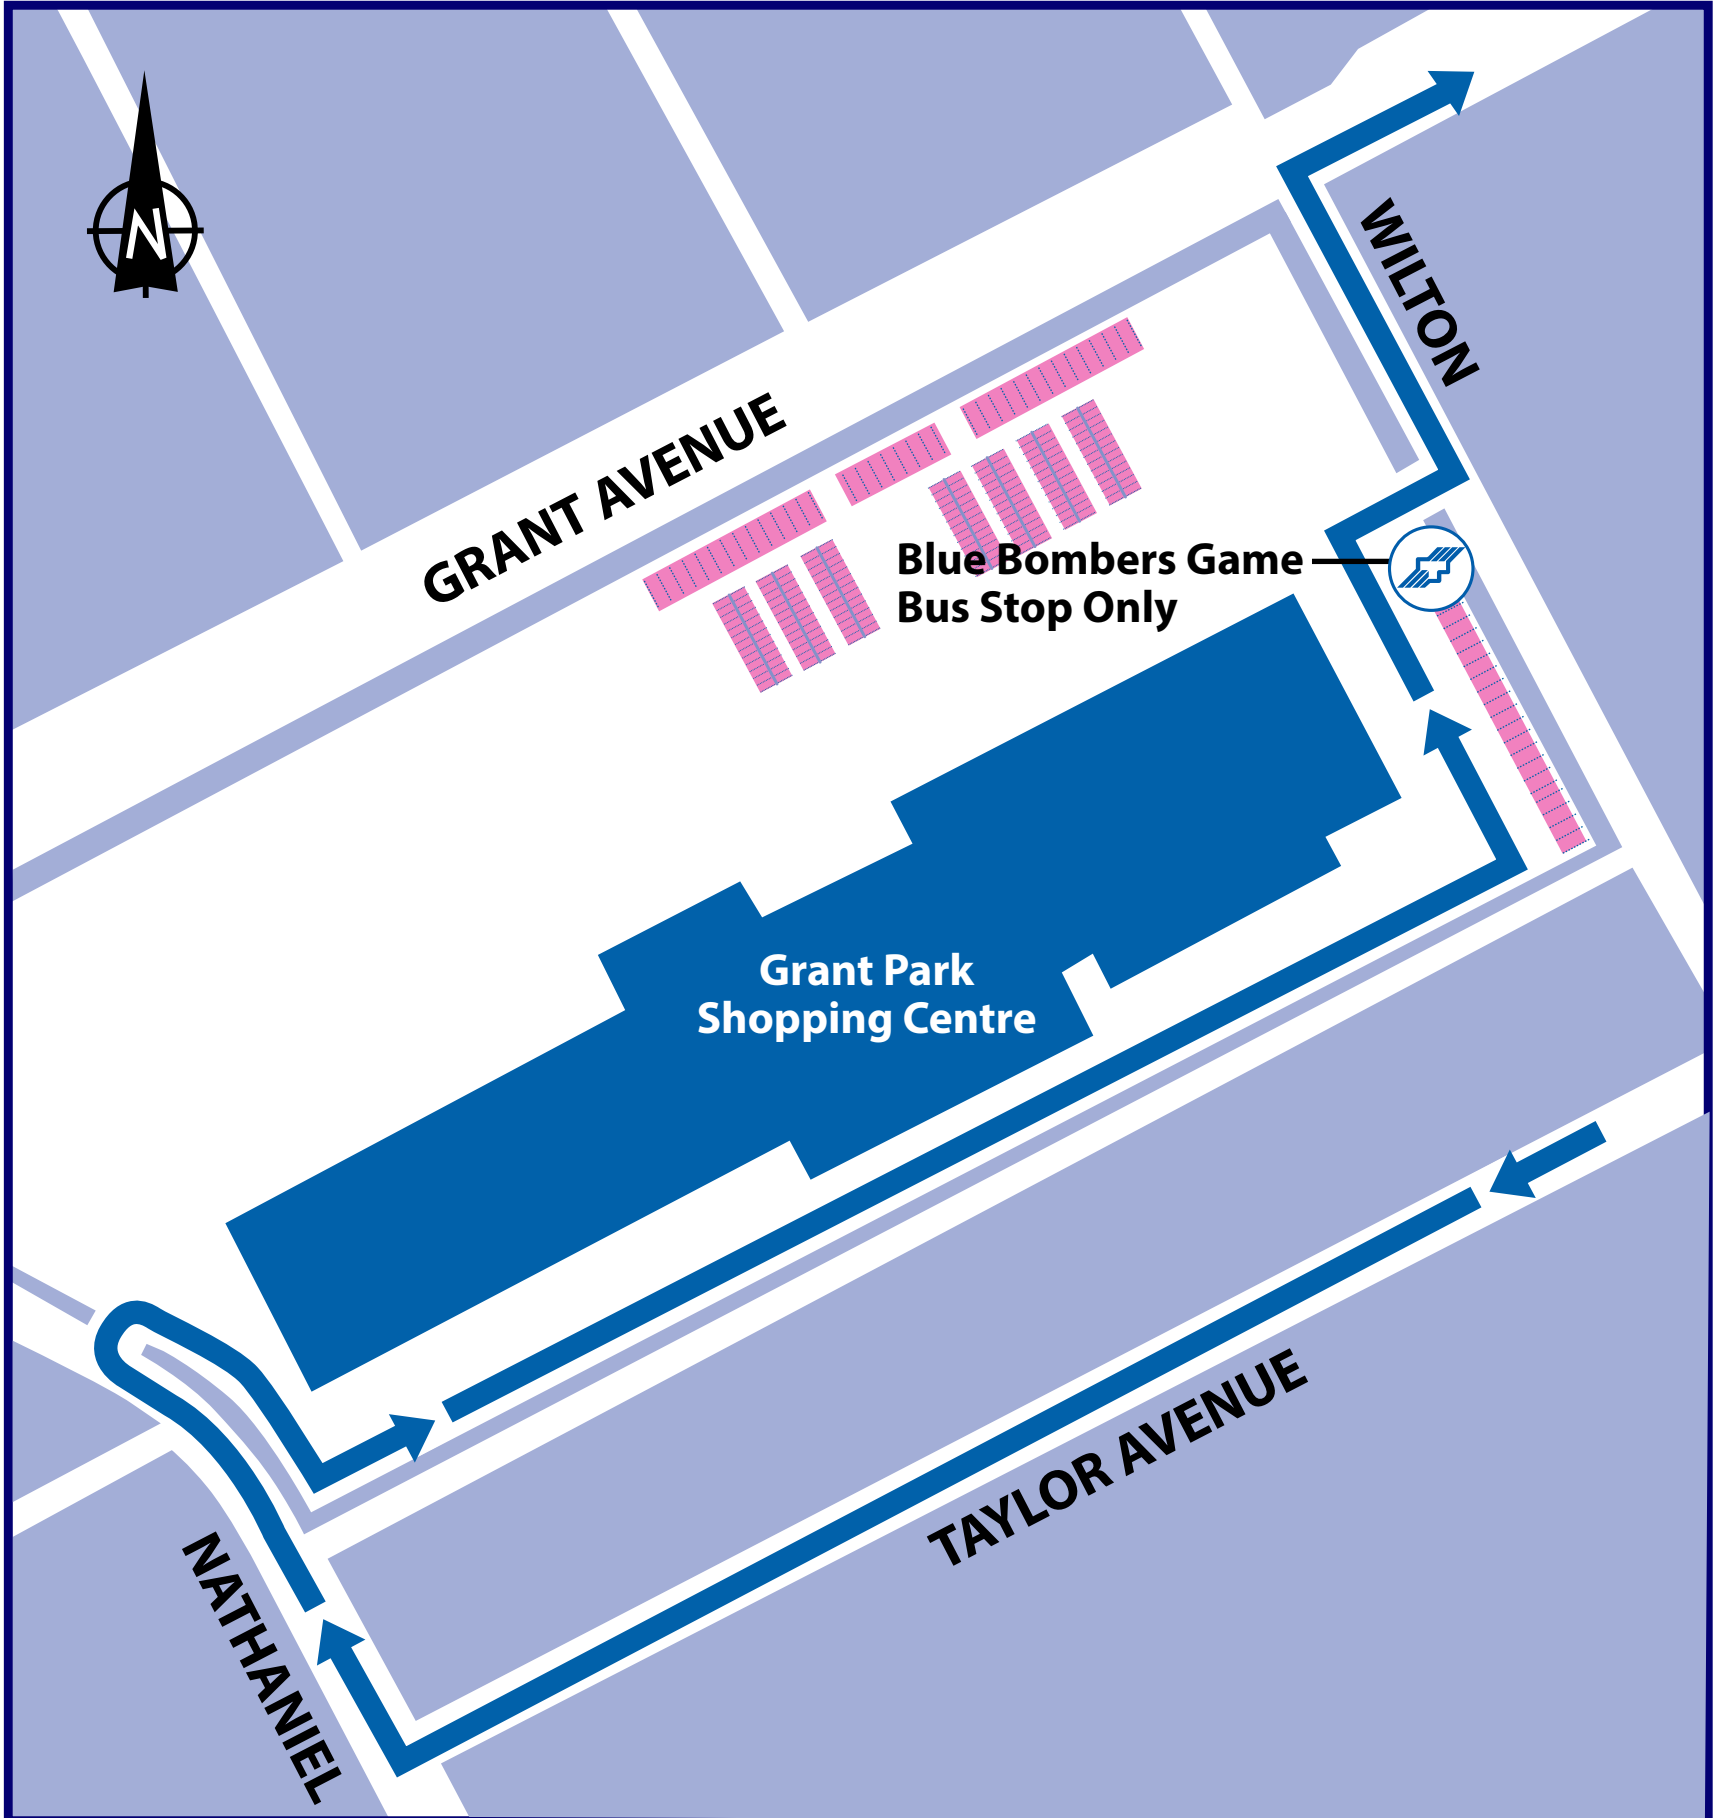 N
WILTON
GRANT AVENUE
Blue Bombers Game
Bus Stop Only
Grant Park
Shopping Centre
TAYLOR AVENUE
NATHANIEL